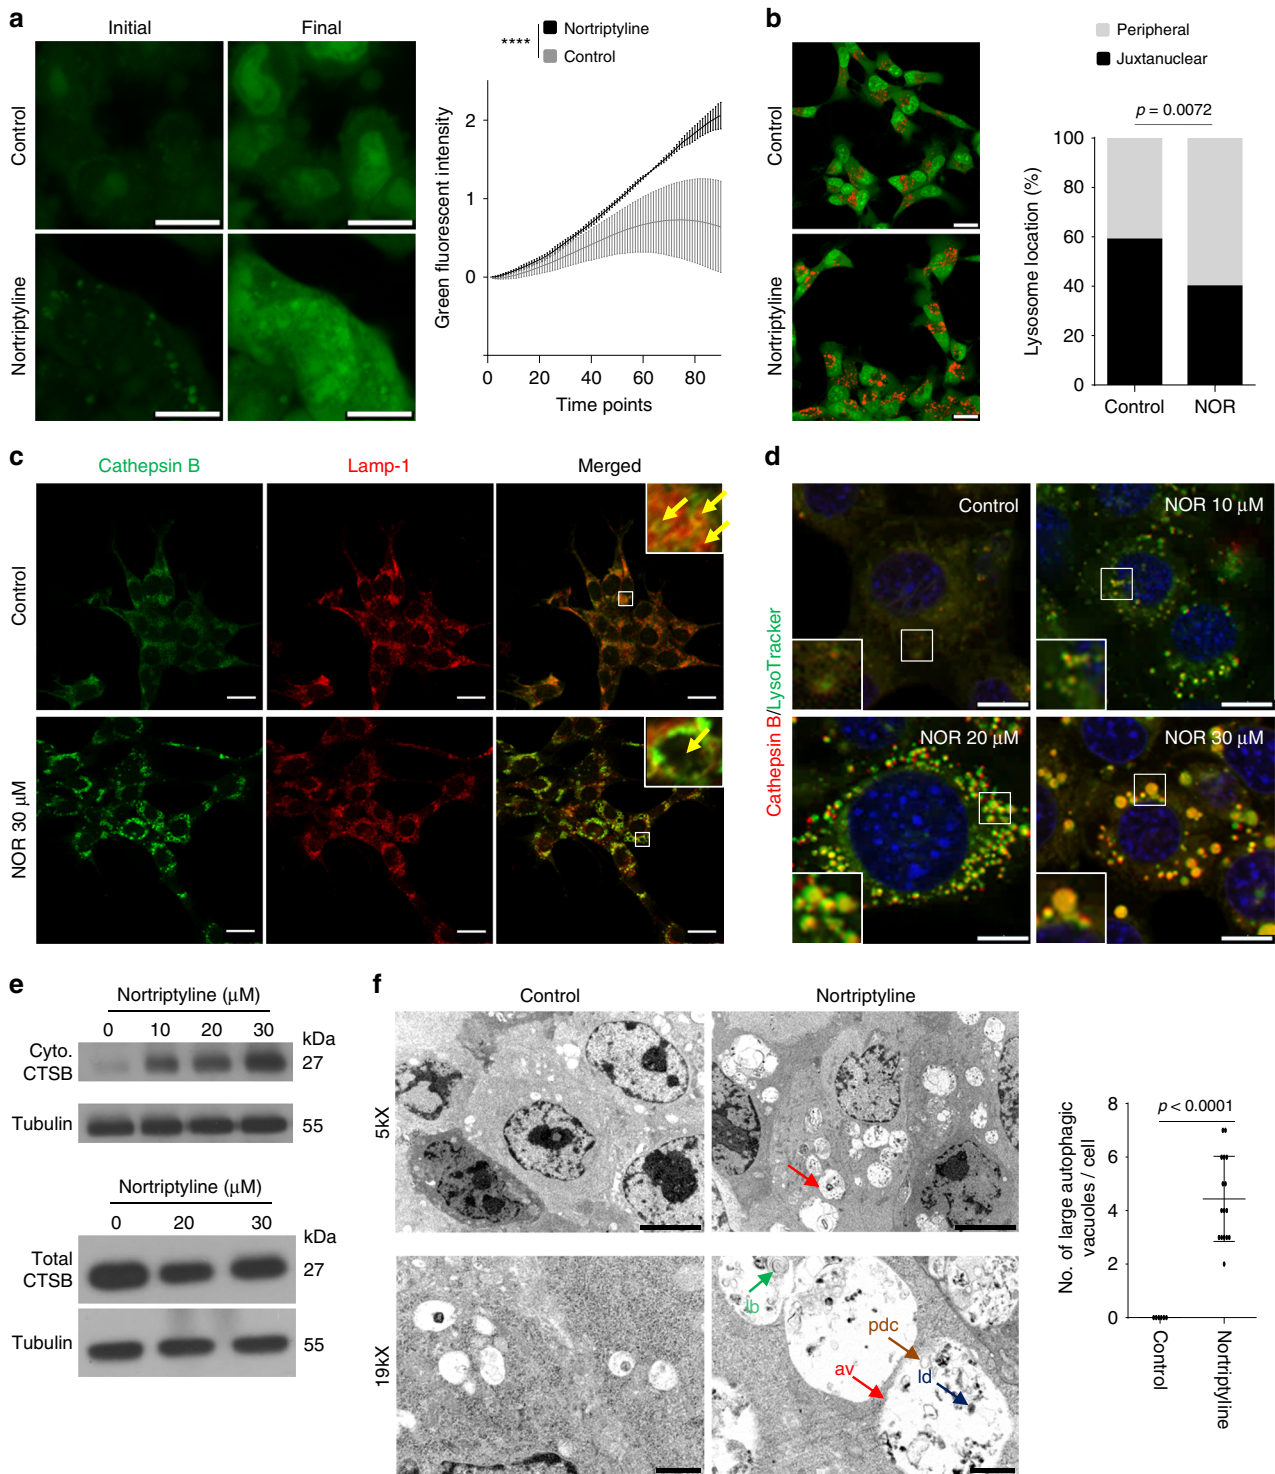 a
Initial
Final
Control
Nortriptyline
****
Nortriptyline
Control
Green fluorescent intensity
2
1
0
0 20 40 60 80
Time points
b
Control
Nortriptyline
Peripheral
Juxtanuclear
p = 0.0072
Lysosome location (%)
100
80
60
40
20
0
Control NOR
c
Cathepsin B
Lamp-1
Merged
Control
NOR 30 μM
d
Cathepsin B/LysoTracker
Control
NOR 10 μM
NOR 20 μM
NOR 30 μM
e
Nortriptyline (μM)
0 10 20 30
kDa
Cyto.
CTSB
27
Tubulin
55
Nortriptyline (μM)
0 20 30
kDa
Total
CTSB
27
Tubulin
55
f
Control
Nortriptyline
5kX
19kX
lb
pdc
av
ld
No. of large autophagic
vacuoles / cell
p < 0.0001
8
6
4
2
0
Control
Nortriptyline